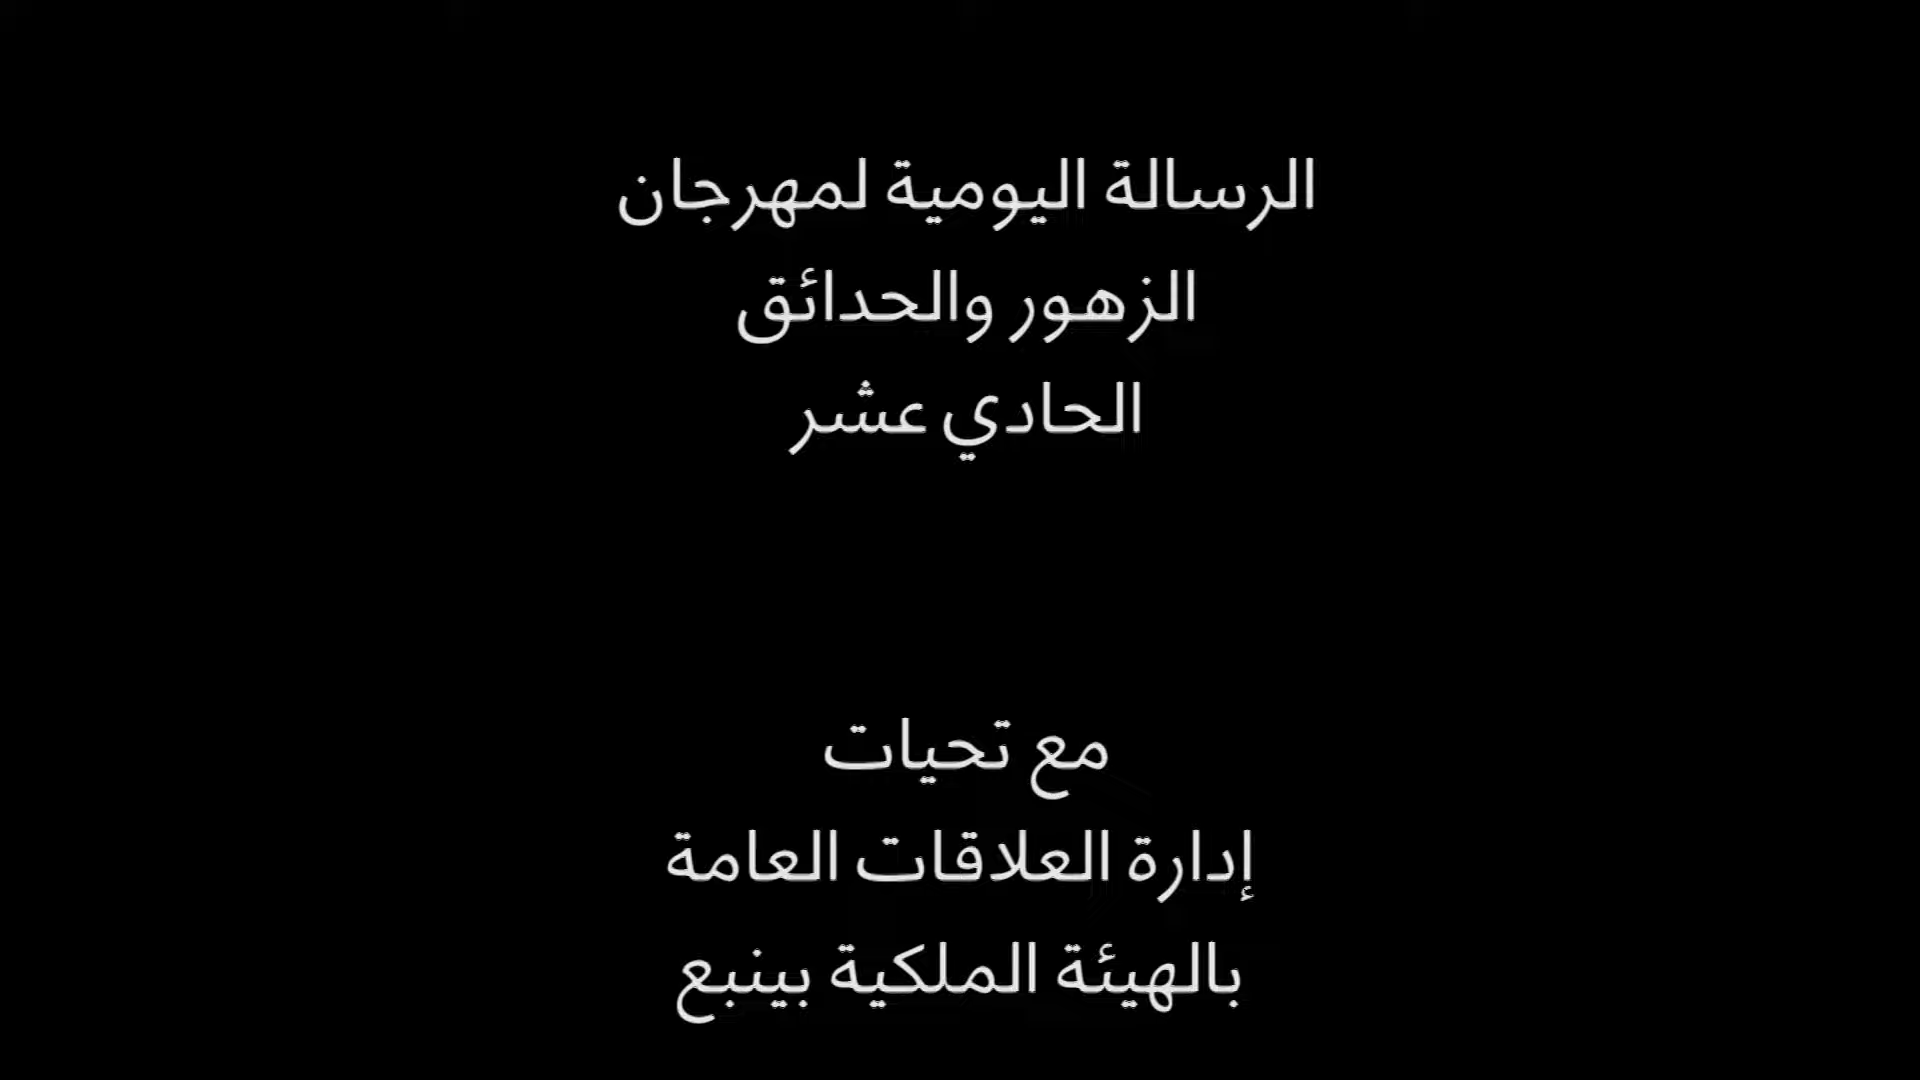 الرسالة اليومية لمهرجان
الزهور والحدائق
الحادي عشر
مع تحيات
إدارة العلاقات العامة
بالهيئة الملكية بينبع